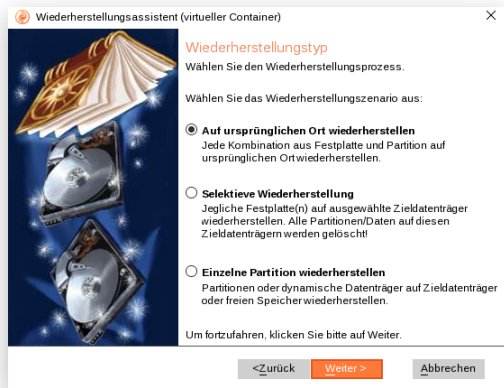 Wiederherstellungsassistent (virtueller Container)
Wiederherstellungstyp
Wählen Sie den Wiederherstellungsprozess.
Wählen Sie das Wiederherstellungszenario aus:
Auf ursprünglichen Ort wiederherstellen
Jede Kombination aus Festplatte und Partition auf
ursprünglichen Ort wiederherstellen.
Selektieve Wiederherstellung
Jegliche Festplatte(n) auf ausgewählte Zieldatenträger
wiederherstellen. Alle Partitionen/Daten auf diesen
Zieldatenträgern werden gelöscht!
Einzelne Partition wiederherstellen
Partitionen oder dynamische Datenträger auf Zieldatenträger
oder freien Speicher wiederherstellen.
Um fortzufahren, klicken Sie bitte auf Weiter.
<Zurück Weiter > Abbrechen